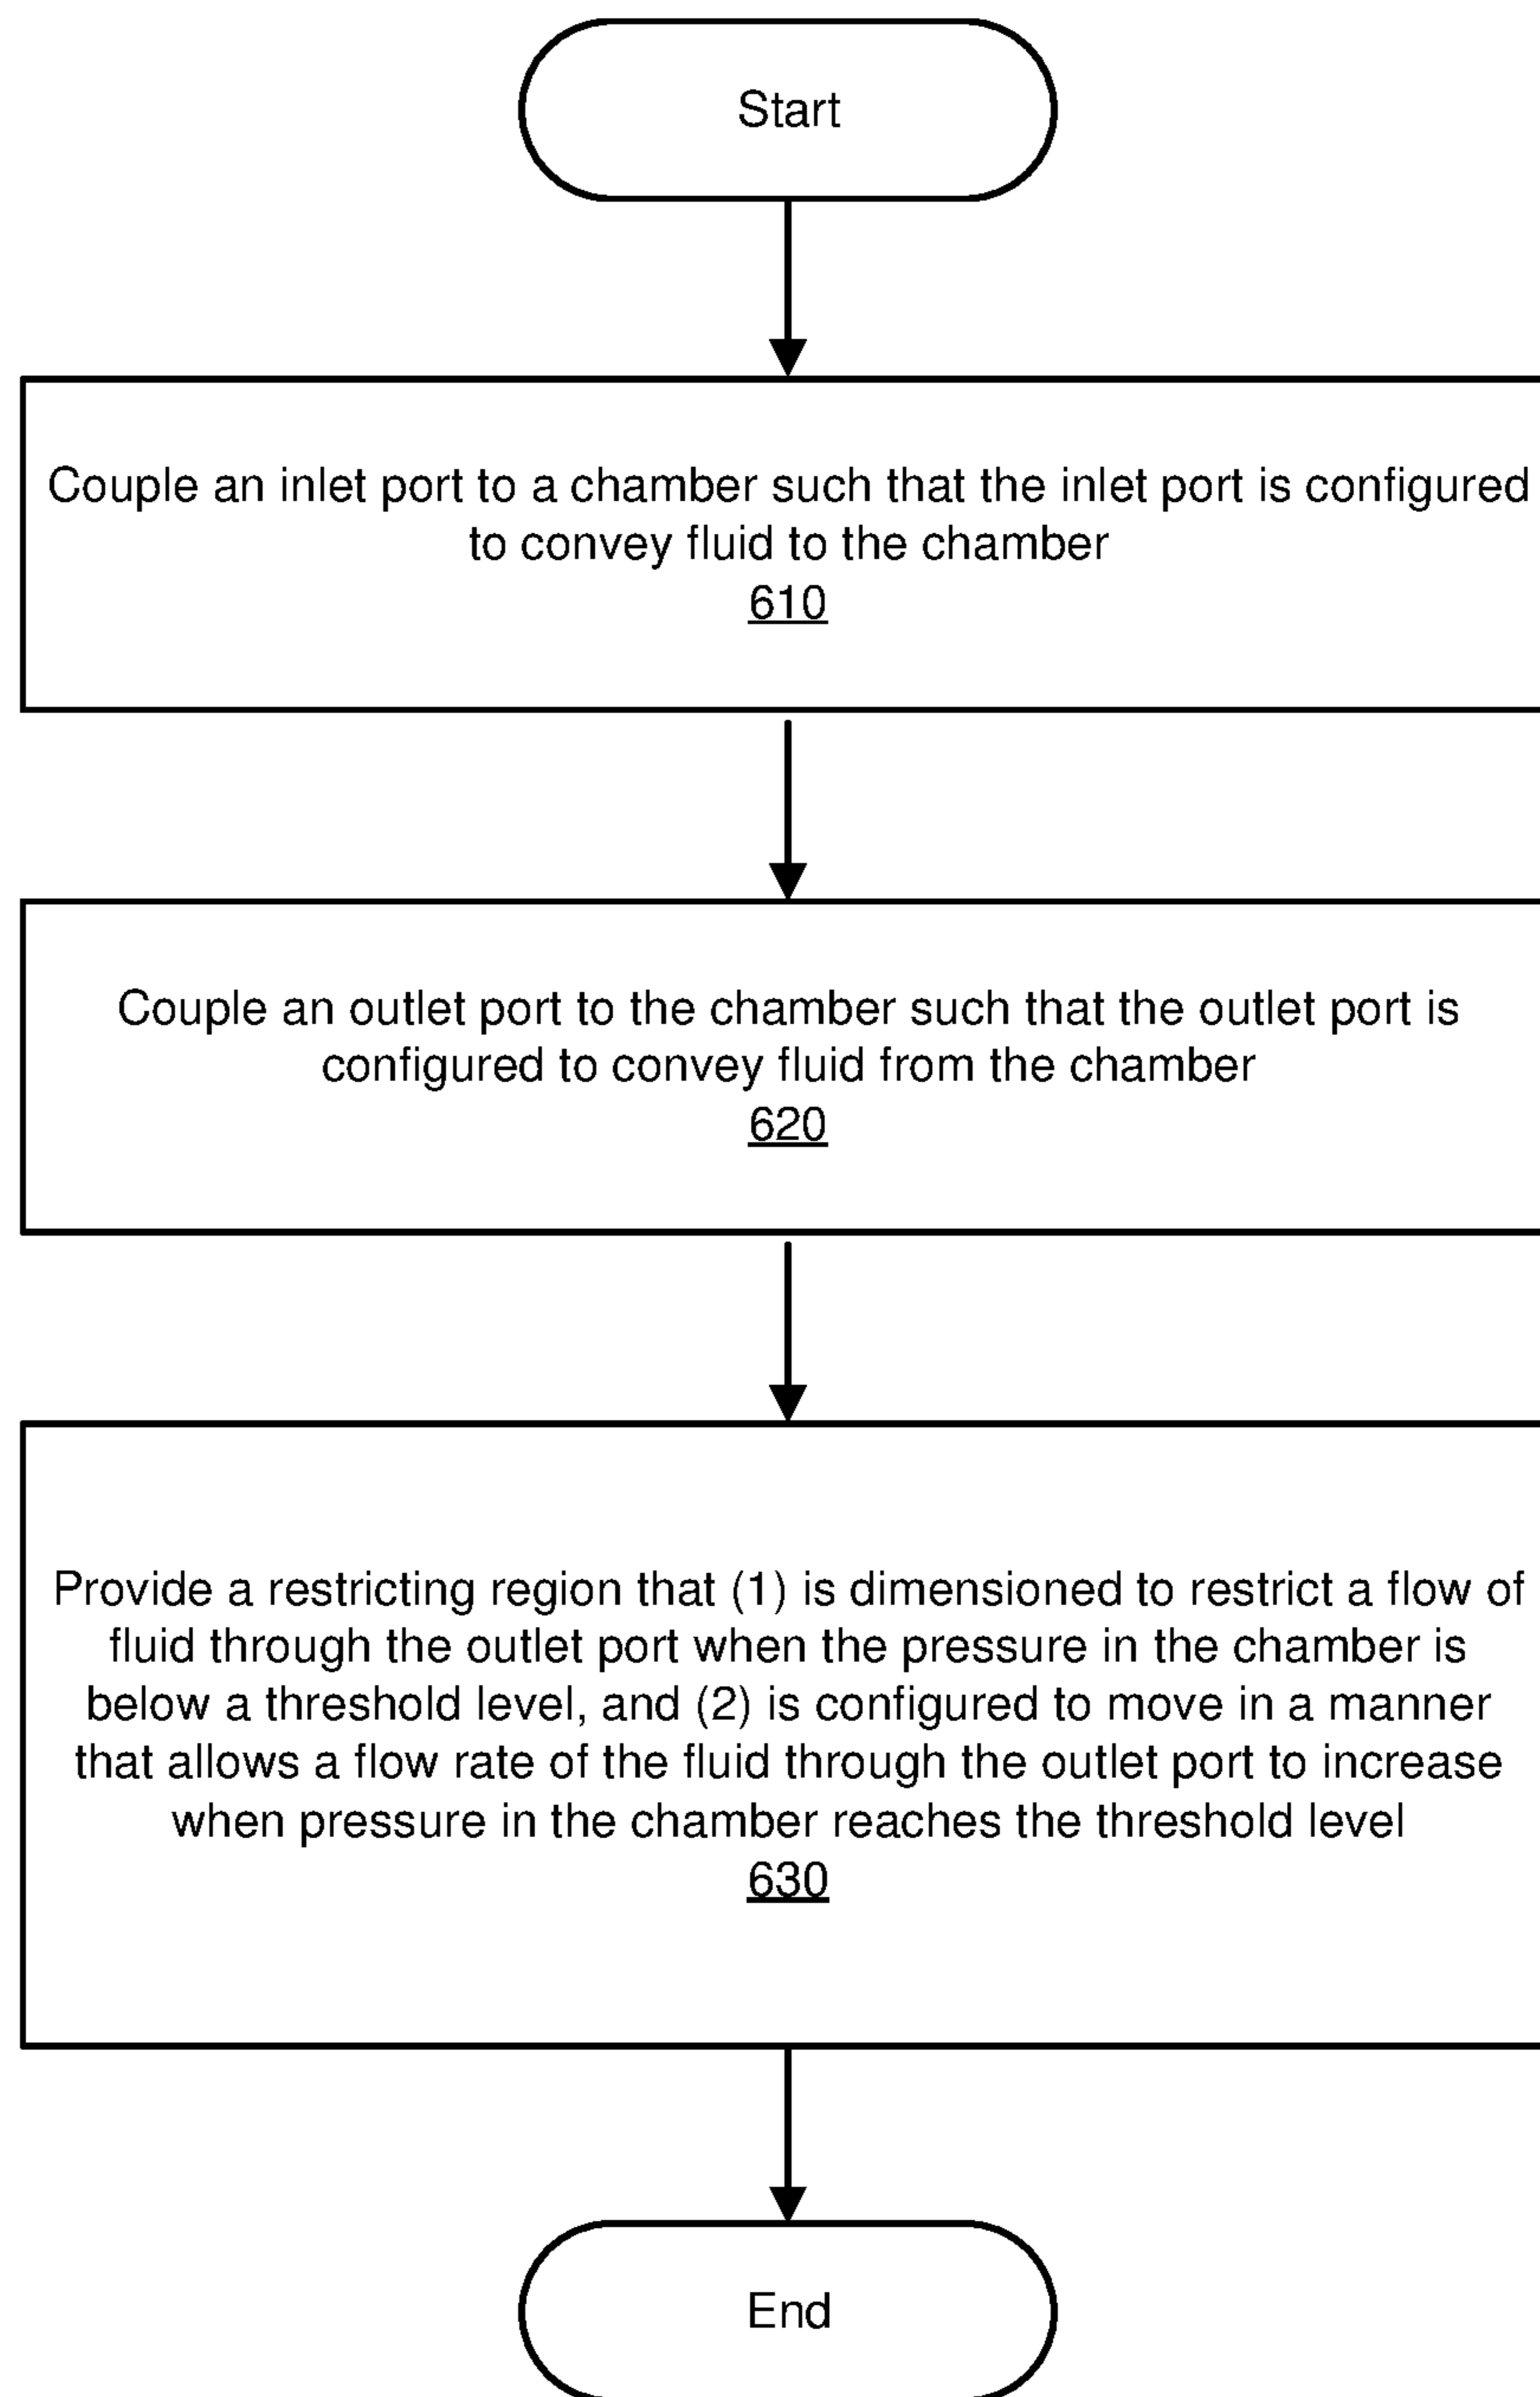 Start
Couple an inlet port to a chamber such that the inlet port is configured
to convey fluid to the chamber
610
Couple an outlet port to the chamber such that the outlet port is
configured to convey fluid from the chamber
620
Provide a restricting region that (1) is dimensioned to restrict a flow of
fluid through the outlet port when the pressure in the chamber is
below a threshold level, and (2) is configured to move in a manner
that allows a flow rate of the fluid through the outlet port to increase
when pressure in the chamber reaches the threshold level
630
End